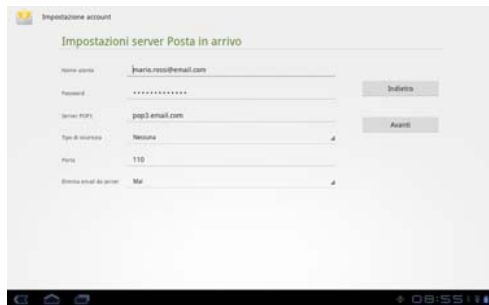 Impostazione account
Impostazioni server Posta in arrivo
Nome utente mario.rossi@email.com
Password •••••••••••••
Indietro
Server POP3 pop3.email.com
Avanti
Tipo di sicurezza Nessuna
Porta 110
Elimina email da server Mai
08:55